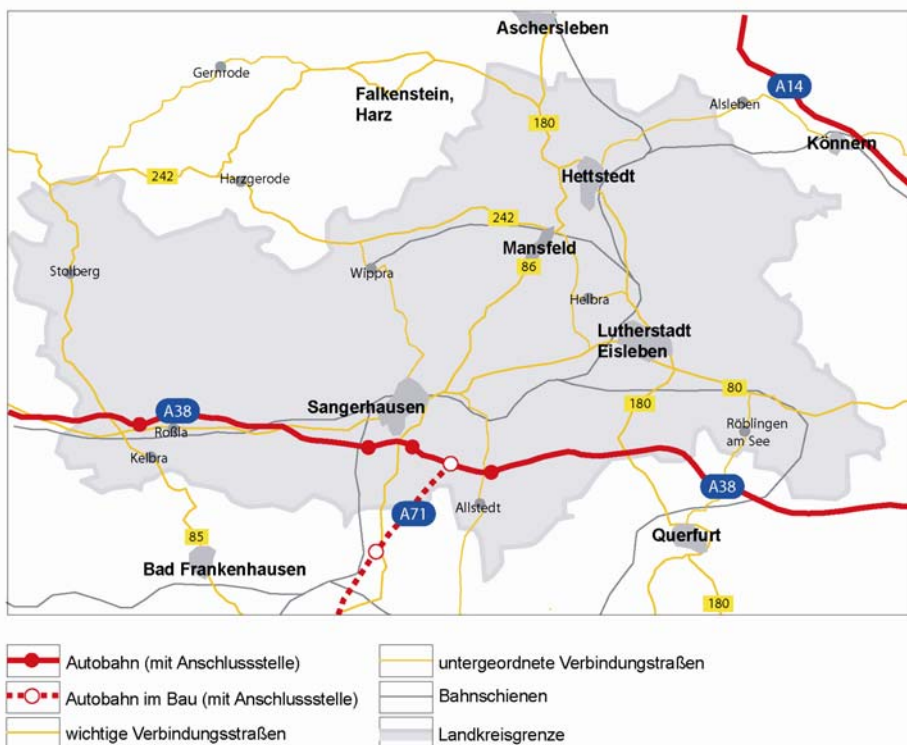 Aschersleben
Gernrode
Falkenstein,
Harz
A14
Alsleben
180
Könnern
Hettstedt
242
Harzgerode
242
Mansfeld
Stolberg
Wippra
86
Helbra
Lutherstadt
Eisleben
80
Sangerhausen
180
A38
Roßla
Röblingen
am See
Kelbra
A38
Allstedt
A71
Querfurt
85
Bad Frankenhausen
180
Autobahn (mit Anschlussstelle)
Autobahn im Bau (mit Anschlussstelle)
wichtige Verbindungsstraßen
untergeordnete Verbindungstraßen
Bahnschienen
Landkreisgrenze